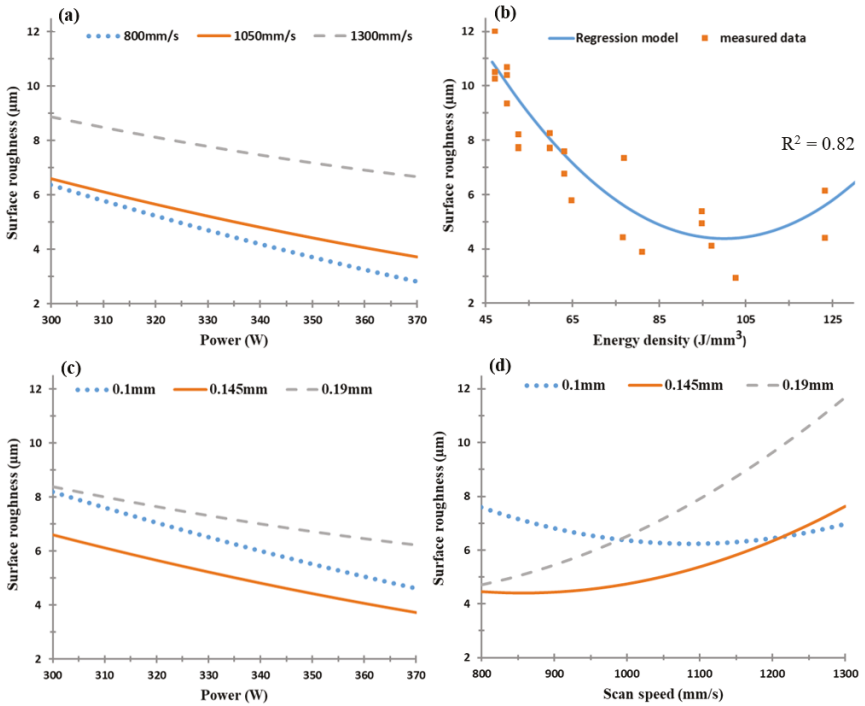 (a)
800mm/s 1050mm/s 1300mm/s
12
10
8
6
4
2
Surface roughness (µm)
300 310 320 330 340 350 360 370
Power (W)
(b)
Regression model measured data
12
10
8
6
4
2
Surface roughness (µm)
R² = 0.82
45 65 85 105 125
Energy density (J/mm³)
(c)
0.1mm 0.145mm 0.19mm
12
10
8
6
4
2
Surface roughness (µm)
300 310 320 330 340 350 360 370
Power (W)
(d)
0.1mm 0.145mm 0.19mm
12
10
8
6
4
2
Surface roughness (µm)
800 900 1000 1100 1200 1300
Scan speed (mm/s)